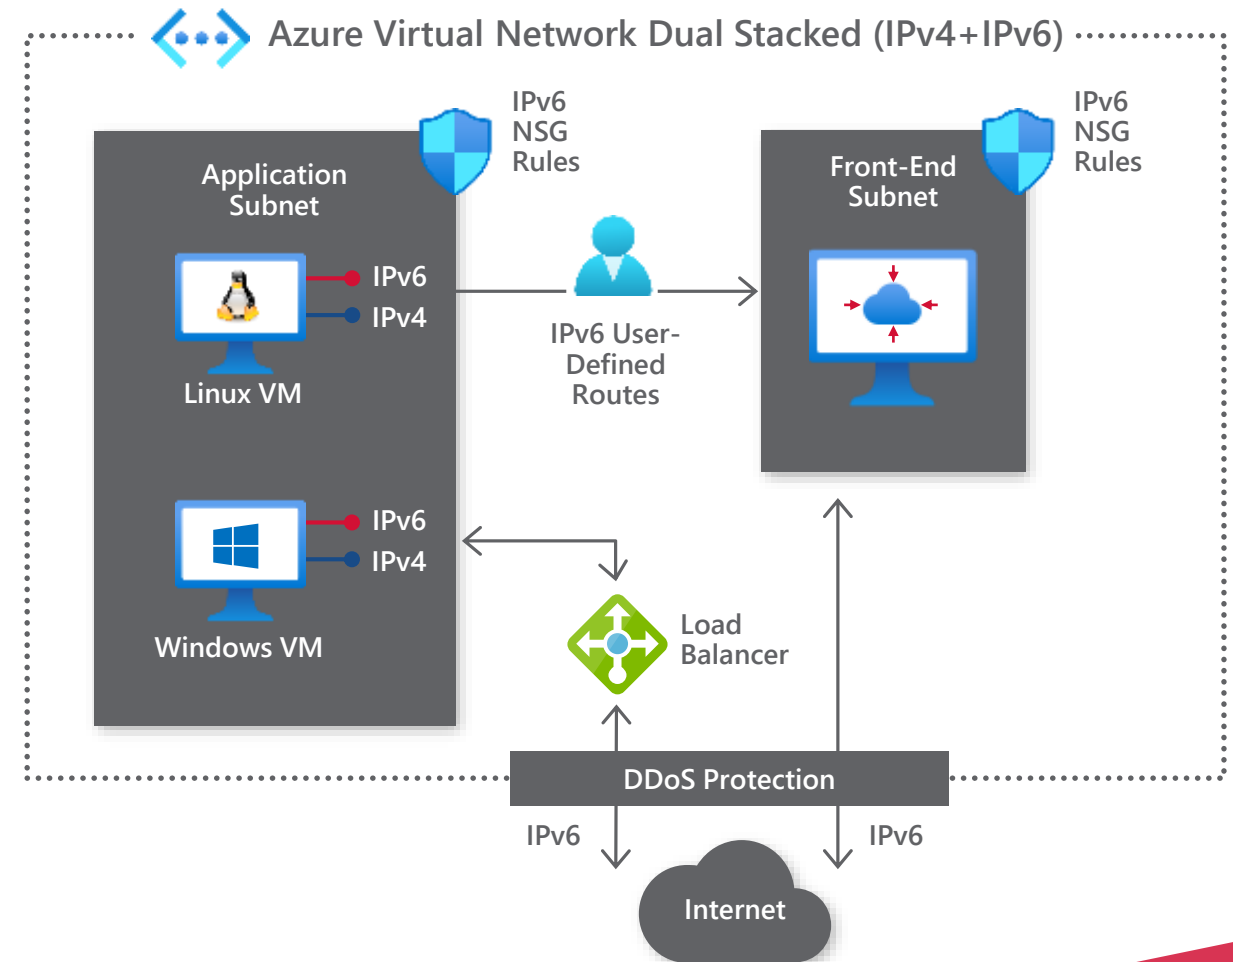 Azure Virtual Network Dual Stacked (IPv4+IPv6)
IPv6
NSG
Rules
IPv6
NSG
Rules
Application
Subnet
Front-End
Subnet
IPv6
IPv4
Linux VM
IPv6 User-
Defined
Routes
IPv6
IPv4
Windows VM
Load
Balancer
DDoS Protection
IPv6
IPv6
Internet